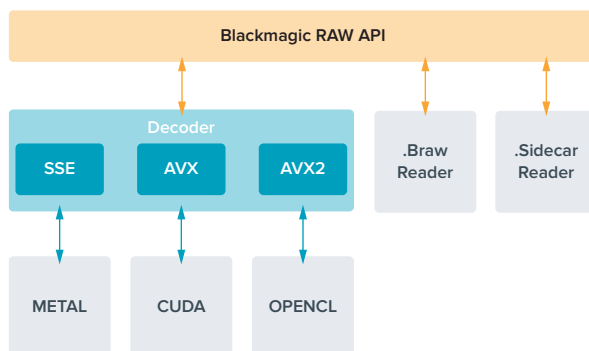 Blackmagic RAW API
Decoder
SSE
AVX
AVX2
.Braw
Reader
.Sidecar
Reader
METAL
CUDA
OPENCL